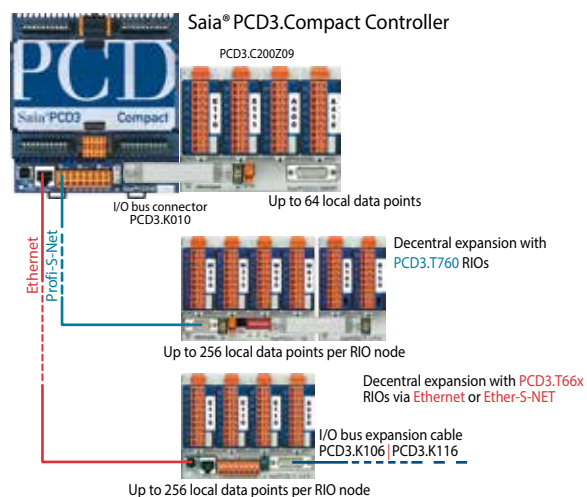 Saia® PCD3.Compact Controller
PCD3.C200Z09
PCD
Saia®PCD3 Compact
E110
E111
A200
I/O bus connector
PCD3.K010
Up to 64 local data points
Ethernet
Profi-S-Net
Decentral expansion with
PCD3.T760 RIOs
Up to 256 local data points per RIO node
Decentral expansion with PCD3.T66x
RIOs via Ethernet or Ether-S-NET
I/O bus expansion cable
PCD3.K106 | PCD3.K116
Up to 256 local data points per RIO node